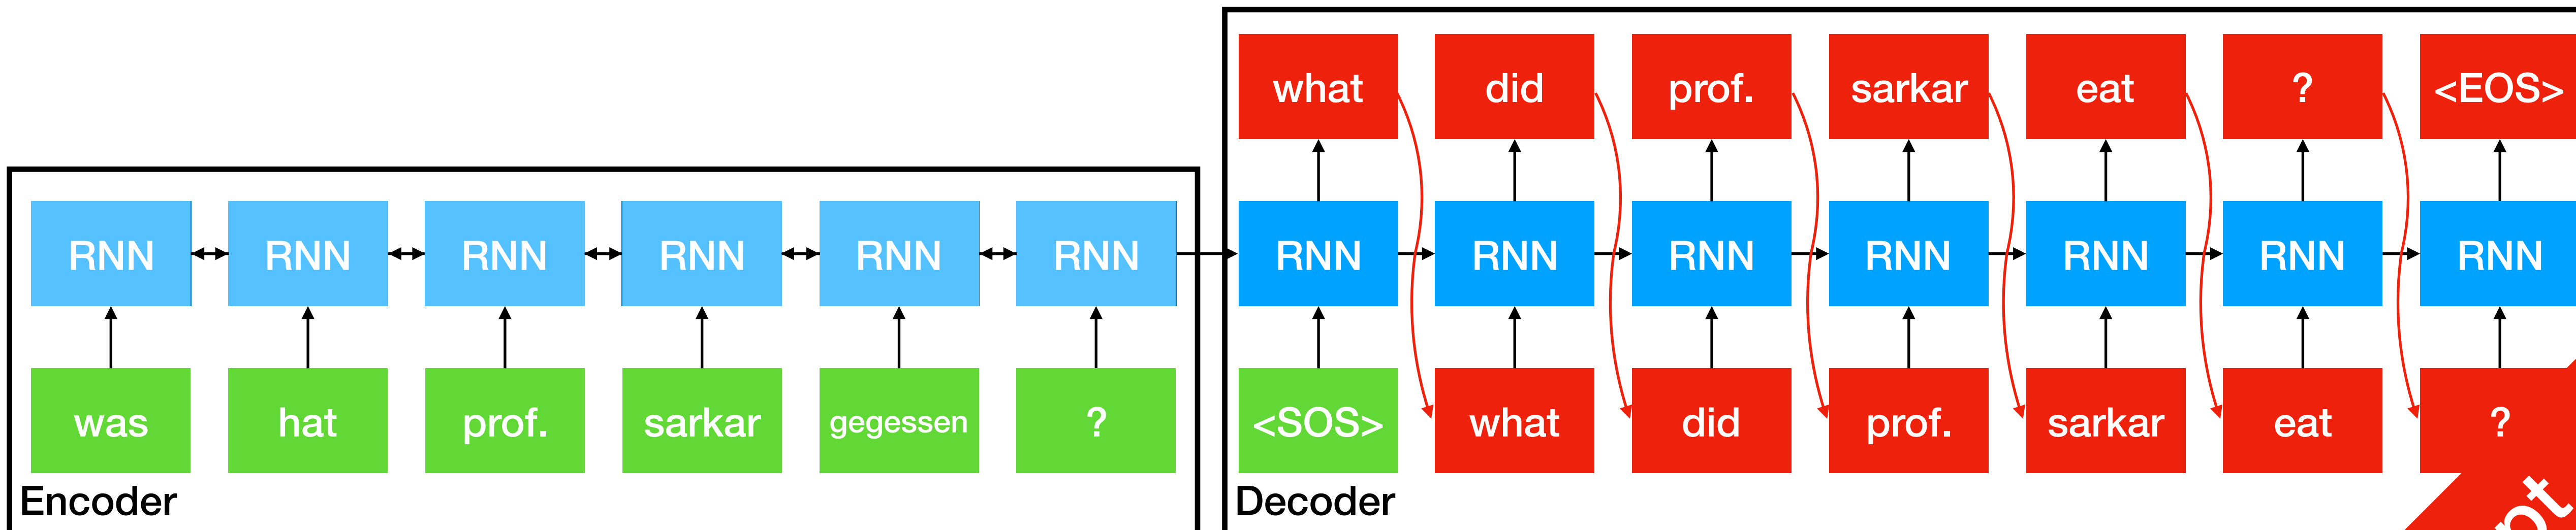 what did prof. sarkar eat ? <EOS>
RNN RNN RNN RNN RNN RNN RNN RNN RNN RNN RNN RNN RNN
was hat prof. sarkar gegessen ? <SOS> what did prof. sarkar eat ?
Encoder Decoder